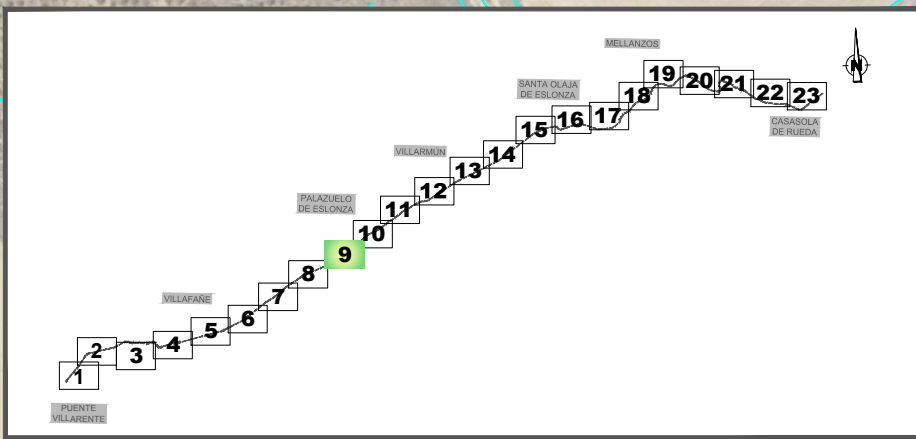 MELLANZOS
N
19
20
21
22
23
18
SANTA OLAJA
DE ESLONZA
17
16
15
CASASOLA
DE RUEDA
VILLARMÚN
14
13
12
PALAZUELO
DE ESLONZA
11
10
9
8
VILLAFAÑE
7
6
5
4
3
2
1
PUENTE
VILLARENTE